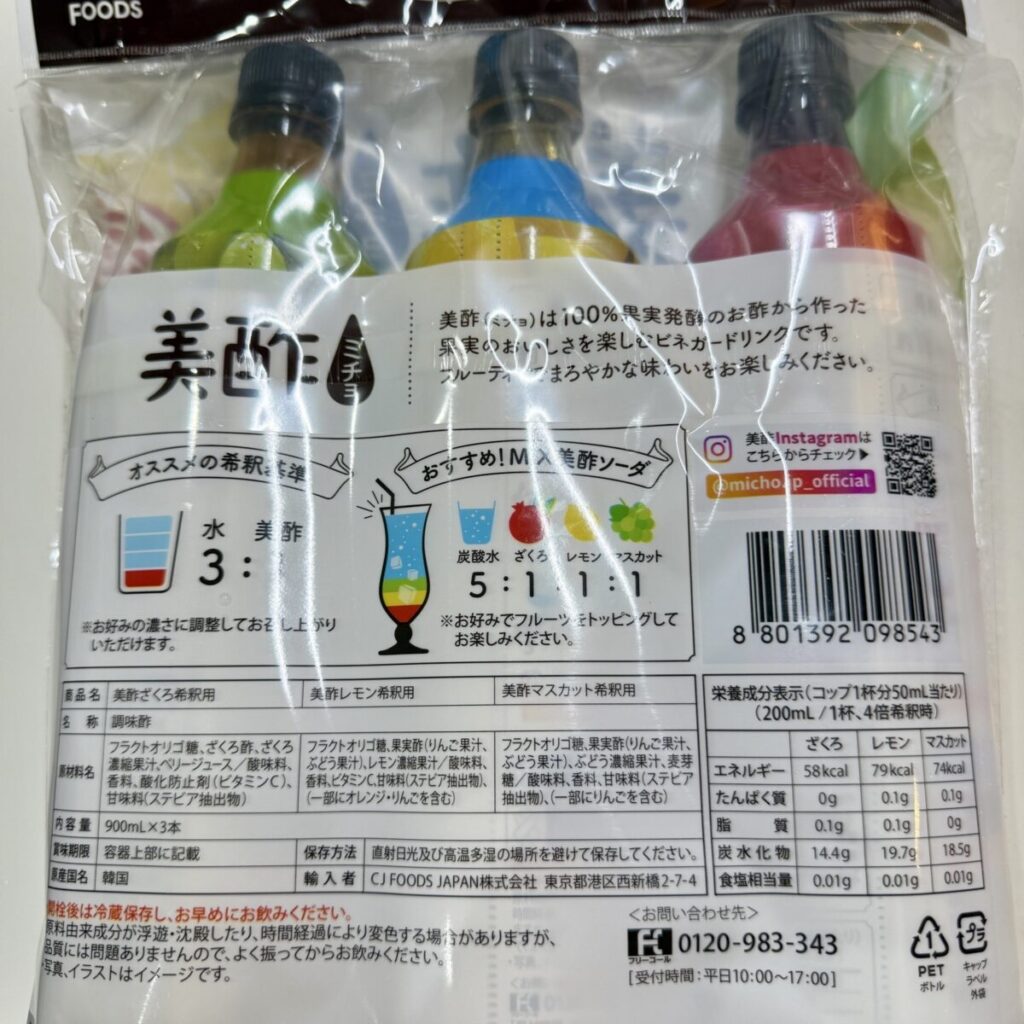 FOODS
美酢 ミチョ
美酢(ミチョ)は100%果実発酵のお酢から作った
果実のおいしさを楽しむビネガードリンクです。
でまろやかな味わいをお楽しみください。
美酢Instagramは
こちらからチェック▶
@micho.jp_official
オススメの希釈基準
水 美酢
3 :
※お好みの濃さに調整してお召し上がり
いただけます。
おすすめ!MIX美酢ソーダ
炭酸水 ざくろ レモン マスカット
5:1:1:1
※お好みでフルーツをトッピングして
お楽しみください。
8 801392 098543
商品名 美酢ざくろ希釈用 美酢レモン希釈用 美酢マスカット希釈用
名称 調味酢
原材料名
フラクトオリゴ糖、ざくろ酢、ざくろ
濃縮果汁、ベリージュース/酸味料、
香料、酸化防止剤(ビタミンC)、
甘味料(ステビア抽出物)
フラクトオリゴ糖、果実酢(りんご果汁、
ぶどう果汁)、レモン濃縮果汁/酸味料、
香料、ビタミンC、甘味料(ステビア抽出物)、
(一部にオレンジ・りんごを含む)
フラクトオリゴ糖、果実酢(りんご果汁、
ぶどう果汁)、ぶどう濃縮果汁、麦芽
糖/酸味料、香料、甘味料(ステビア
抽出物)、(一部にりんごを含む)
内容量 900mL×3本
賞味期限 容器上部に記載 保存方法 直射日光及び高温多湿の場所を避けて保存してください。
原産国名 韓国 輸入者 CJ FOODS JAPAN株式会社 東京都港区西新橋2-7-4
栄養成分表示(コップ1杯分50mL当たり)
(200mL/1杯、4倍希釈時)
ざくろ レモン マスカット
エネルギー 58kcal 79kcal 74kcal
たんぱく質 0g 0.1g 0.1g
脂質 0.1g 0.1g 0g
炭水化物 14.4g 19.7g 18.5g
食塩相当量 0.01g 0.01g 0.01g
開栓後は冷蔵保存し、お早めにお飲みください。
原料由来成分が浮遊・沈殿したり、時間経過により変色する場合がありますが、
品質には問題ありませんので、よく振ってからお飲みください。
写真、イラストはイメージです。
<お問い合わせ先>
フリーコール 0120-983-343
[受付時間:平日10:00~17:00]
1
PET
ボトル
プラ
キャップ
ラベル
外袋